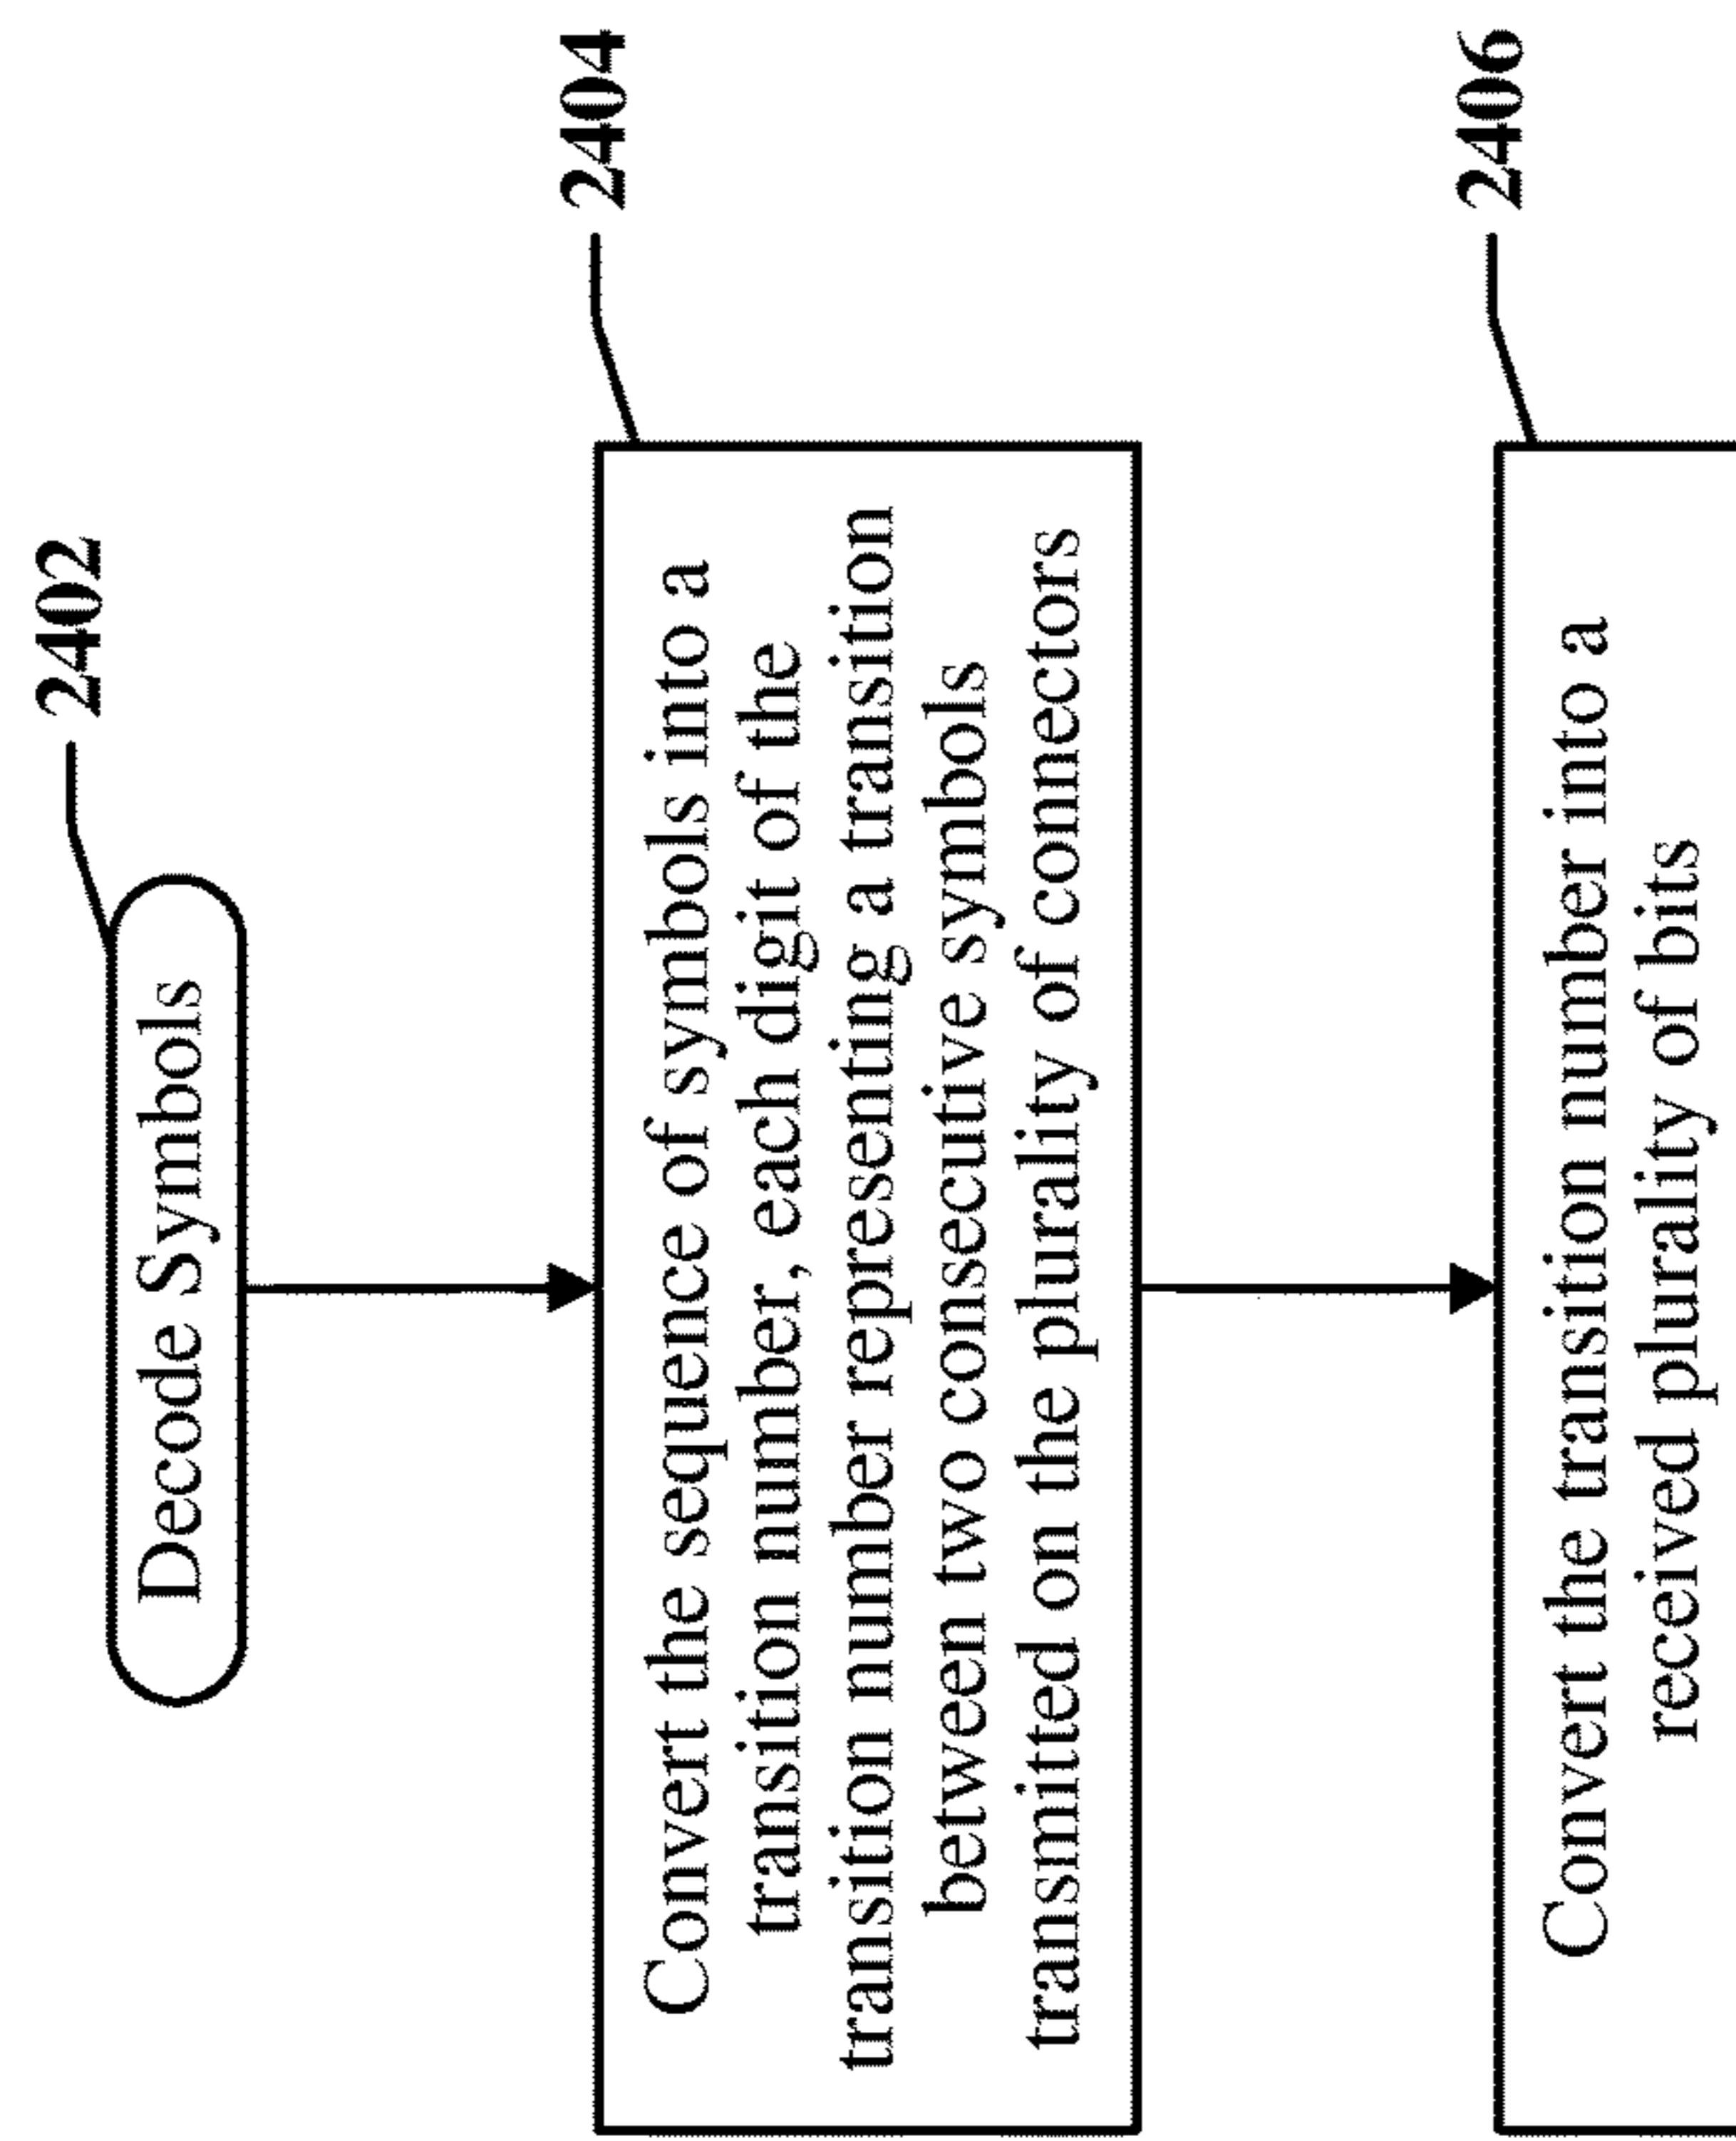 2402
Decode Symbols
2404
Convert the sequence of symbols into a
transition number, each digit of the
transition number representing a transition
between two consecutive symbols
transmitted on the plurality of connectors
2406
Convert the transition number into a
received plurality of bits